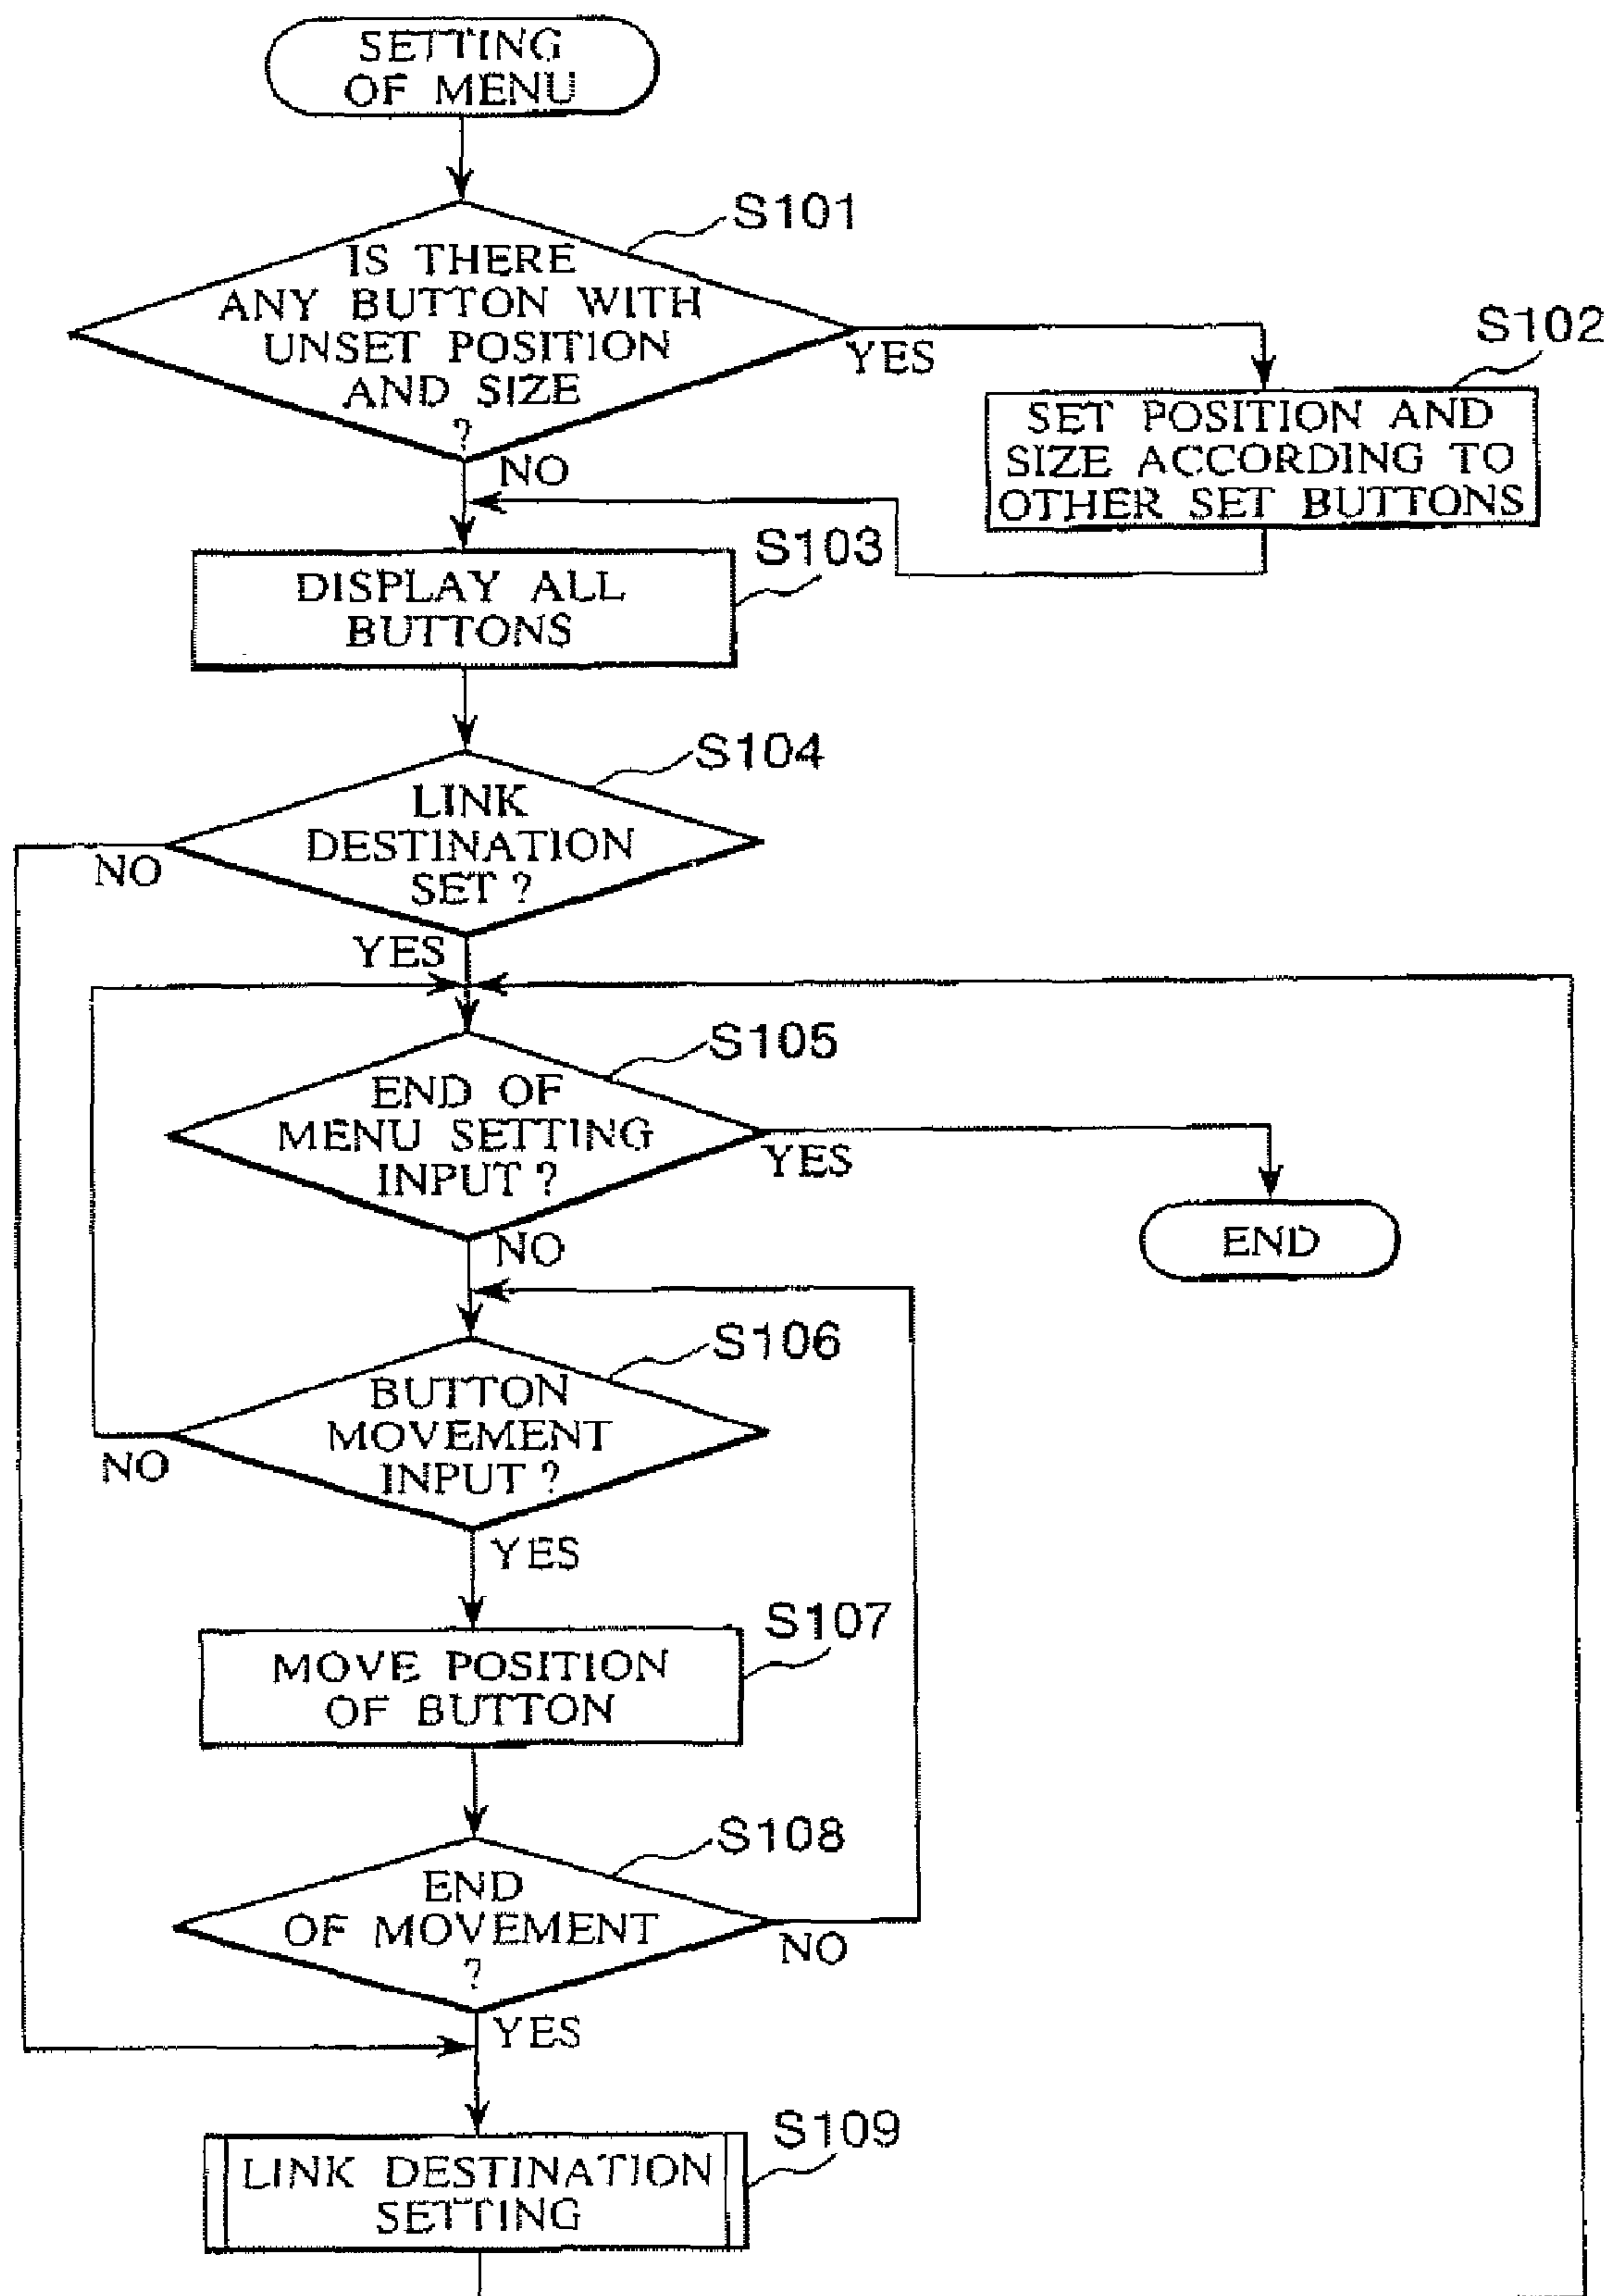 SETTING
OF MENU
S101
IS THERE
ANY BUTTON WITH
UNSET POSITION
AND SIZE
?
YES
NO
S102
SET POSITION AND
SIZE ACCORDING TO
OTHER SET BUTTONS
S103
DISPLAY ALL
BUTTONS
S104
LINK
DESTINATION
SET ?
NO
YES
S105
END OF
MENU SETTING
INPUT ?
YES
NO
END
S106
BUTTON
MOVEMENT
INPUT ?
NO
YES
S107
MOVE POSITION
OF BUTTON
S108
END
OF MOVEMENT
?
NO
YES
S109
LINK DESTINATION
SETTING